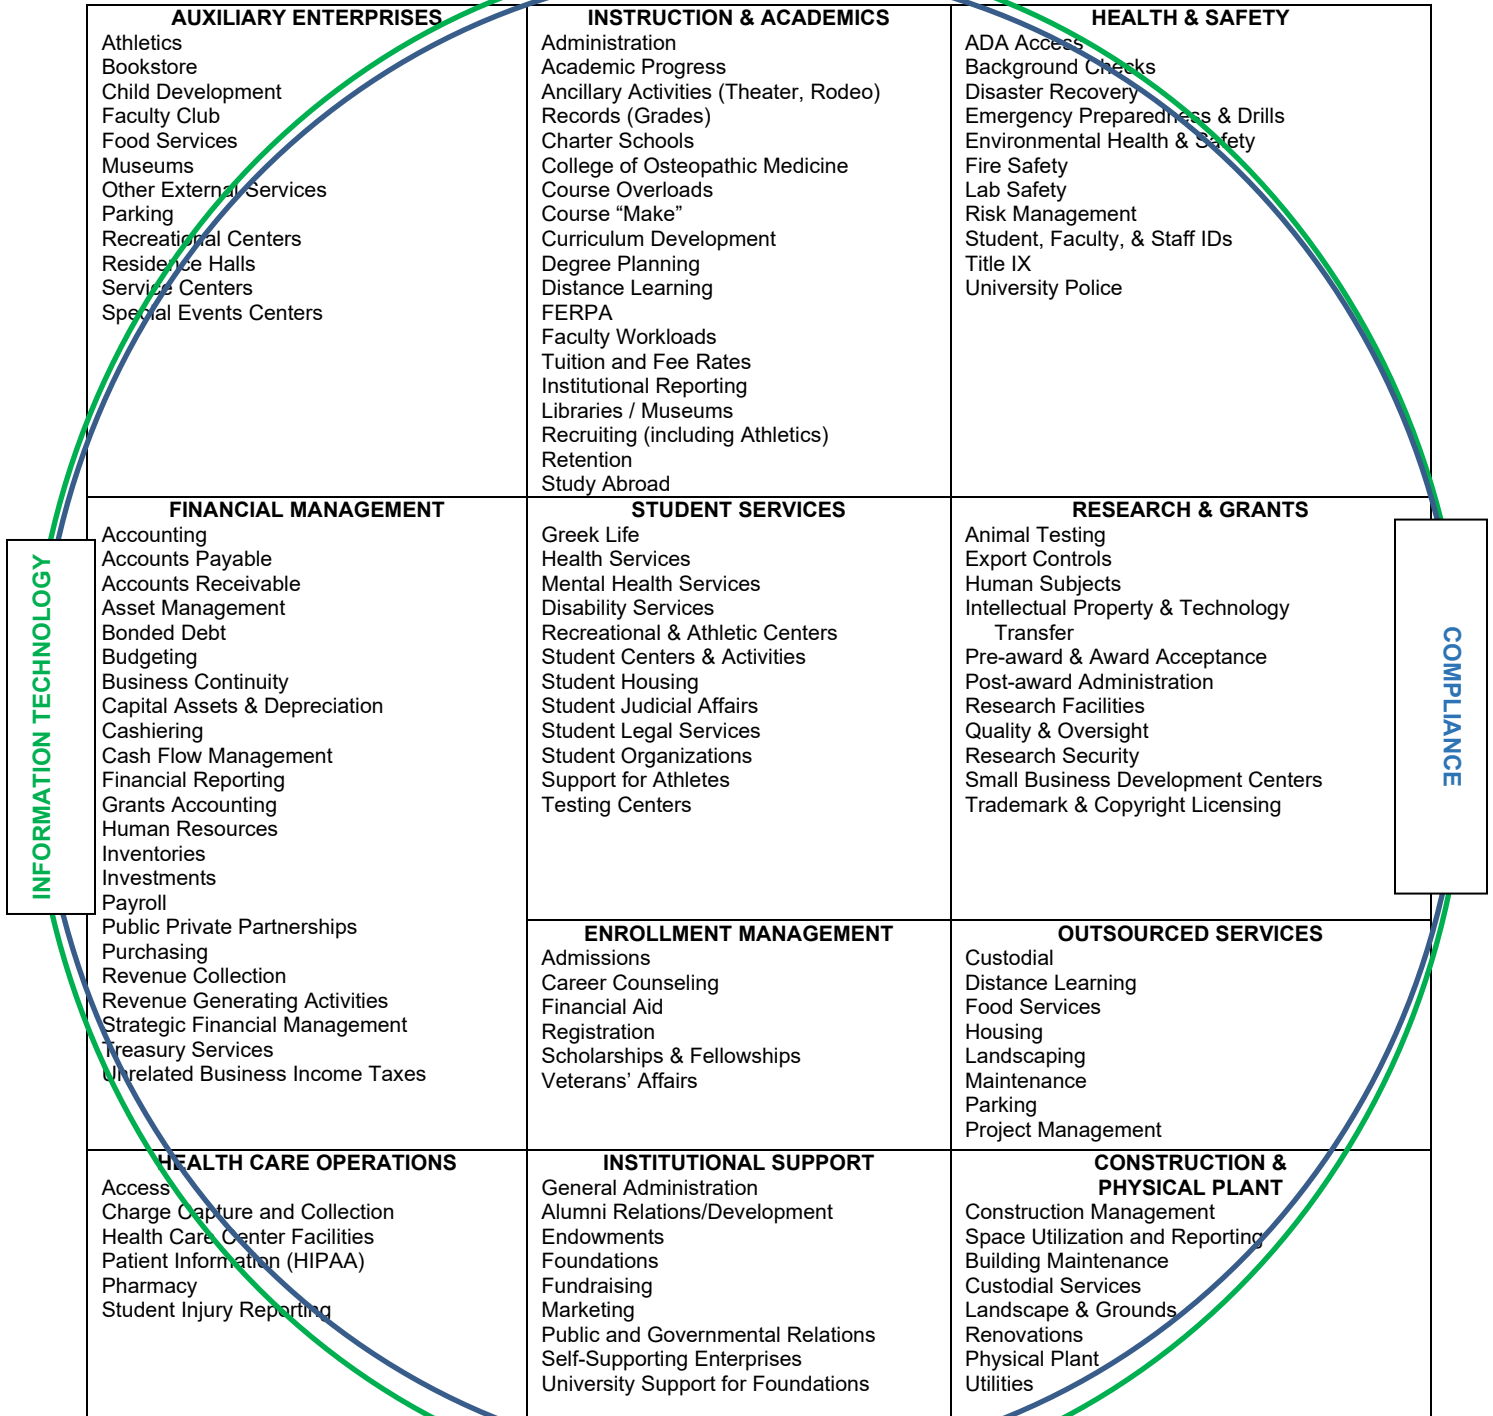 AUXILIARY ENTERPRISES
Athletics
Bookstore
Child Development
Faculty Club
Food Services
Museums
Other External Services
Parking
Recreational Centers
Residence Halls
Service Centers
Special Events Centers
INSTRUCTION & ACADEMICS
Administration
Academic Progress
Ancillary Activities (Theater, Rodeo)
Records (Grades)
Charter Schools
College of Osteopathic Medicine
Course Overloads
Course “Make”
Curriculum Development
Degree Planning
Distance Learning
FERPA
Faculty Workloads
Tuition and Fee Rates
Institutional Reporting
Libraries / Museums
Recruiting (including Athletics)
Retention
Study Abroad
HEALTH & SAFETY
ADA Access
Background Checks
Disaster Recovery
Emergency Preparedness & Drills
Environmental Health & Safety
Fire Safety
Lab Safety
Risk Management
Student, Faculty, & Staff IDs
Title IX
University Police
INFORMATION TECHNOLOGY
FINANCIAL MANAGEMENT
Accounting
Accounts Payable
Accounts Receivable
Asset Management
Bonded Debt
Budgeting
Business Continuity
Capital Assets & Depreciation
Cashiering
Cash Flow Management
Financial Reporting
Grants Accounting
Human Resources
Inventories
Investments
Payroll
Public Private Partnerships
Purchasing
Revenue Collection
Revenue Generating Activities
Strategic Financial Management
Treasury Services
Unrelated Business Income Taxes
STUDENT SERVICES
Greek Life
Health Services
Mental Health Services
Disability Services
Recreational & Athletic Centers
Student Centers & Activities
Student Housing
Student Judicial Affairs
Student Legal Services
Student Organizations
Support for Athletes
Testing Centers
RESEARCH & GRANTS
Animal Testing
Export Controls
Human Subjects
Intellectual Property & Technology
Transfer
Pre-award & Award Acceptance
Post-award Administration
Research Facilities
Quality & Oversight
Research Security
Small Business Development Centers
Trademark & Copyright Licensing
COMPLIANCE
ENROLLMENT MANAGEMENT
Admissions
Career Counseling
Financial Aid
Registration
Scholarships & Fellowships
Veterans’ Affairs
OUTSOURCED SERVICES
Custodial
Distance Learning
Food Services
Housing
Landscaping
Maintenance
Parking
Project Management
HEALTH CARE OPERATIONS
Access
Charge Capture and Collection
Health Care Center Facilities
Patient Information (HIPAA)
Pharmacy
Student Injury Reporting
INSTITUTIONAL SUPPORT
General Administration
Alumni Relations/Development
Endowments
Foundations
Fundraising
Marketing
Public and Governmental Relations
Self-Supporting Enterprises
University Support for Foundations
CONSTRUCTION &
PHYSICAL PLANT
Construction Management
Space Utilization and Reporting
Building Maintenance
Custodial Services
Landscape & Grounds
Renovations
Physical Plant
Utilities